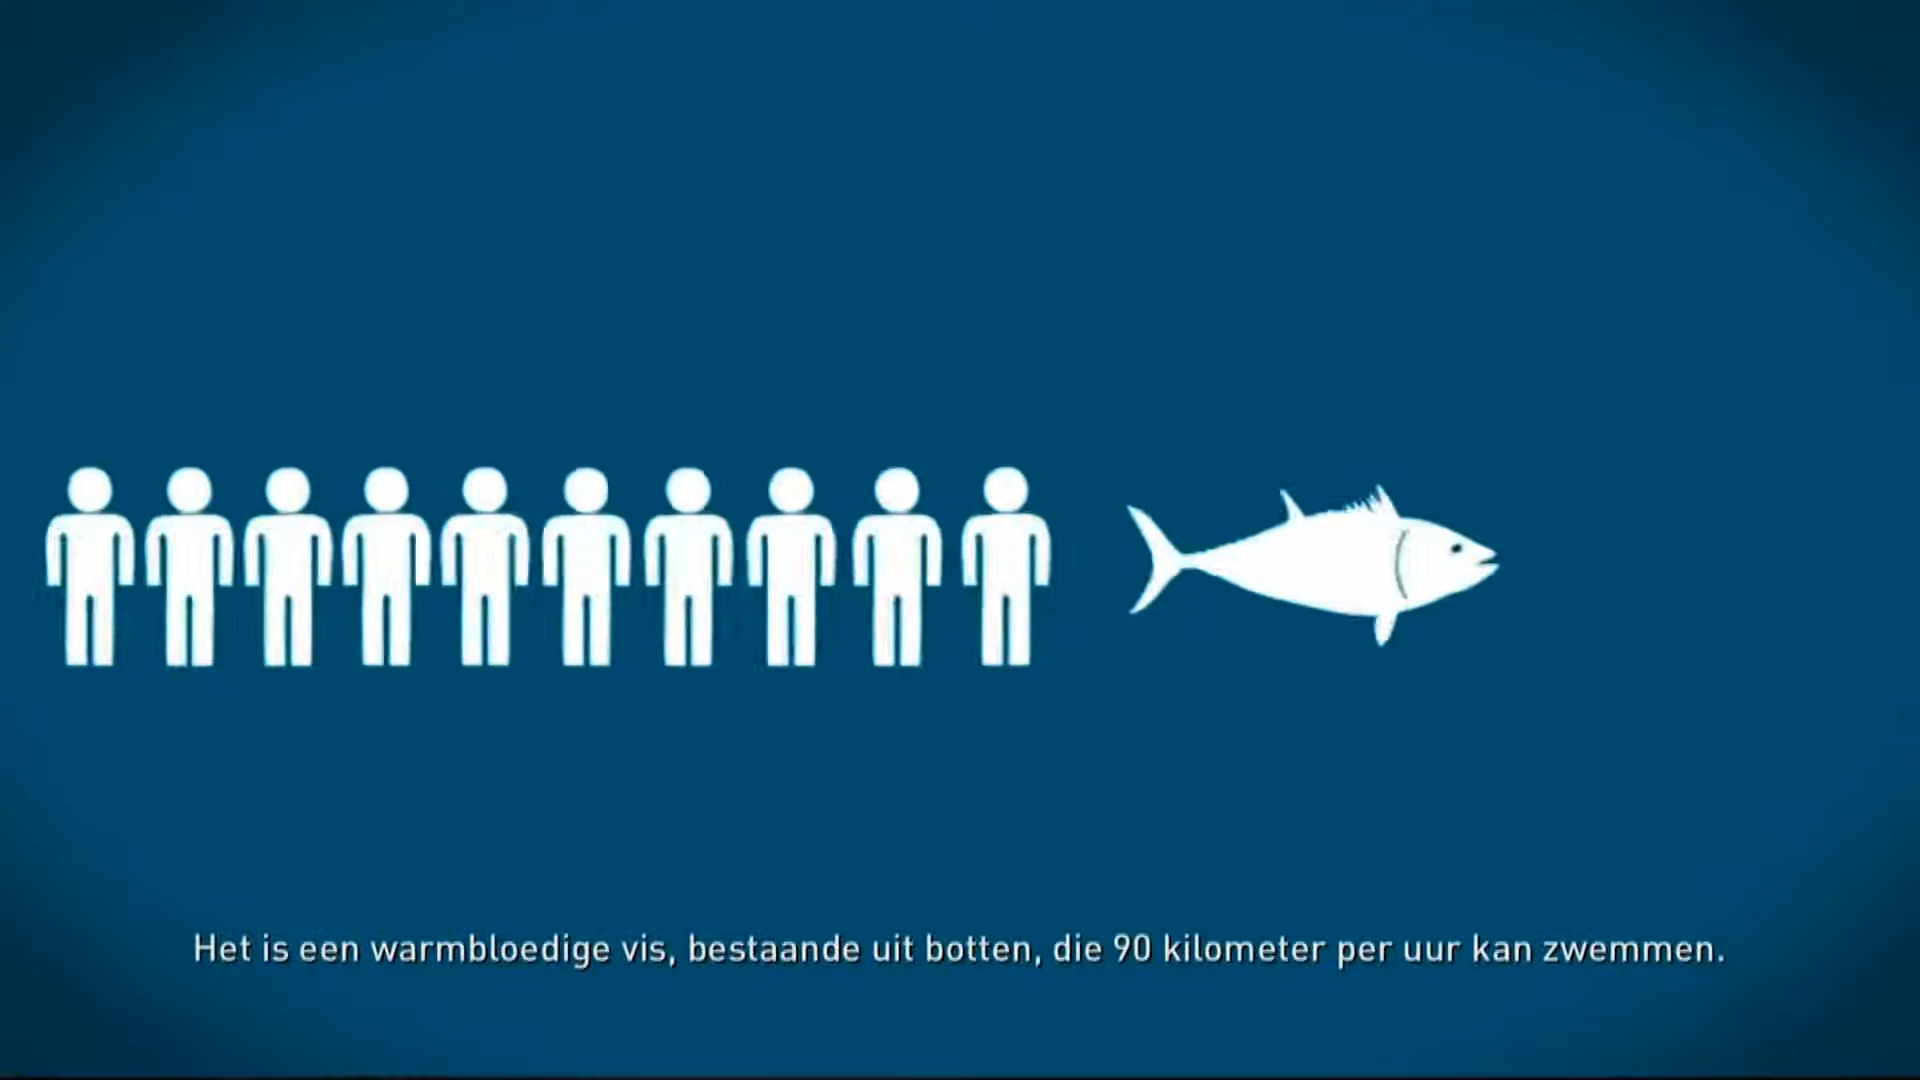 Het is een warmbloedige vis, bestaande uit botten, die 90 kilometer per uur kan zwemmen.